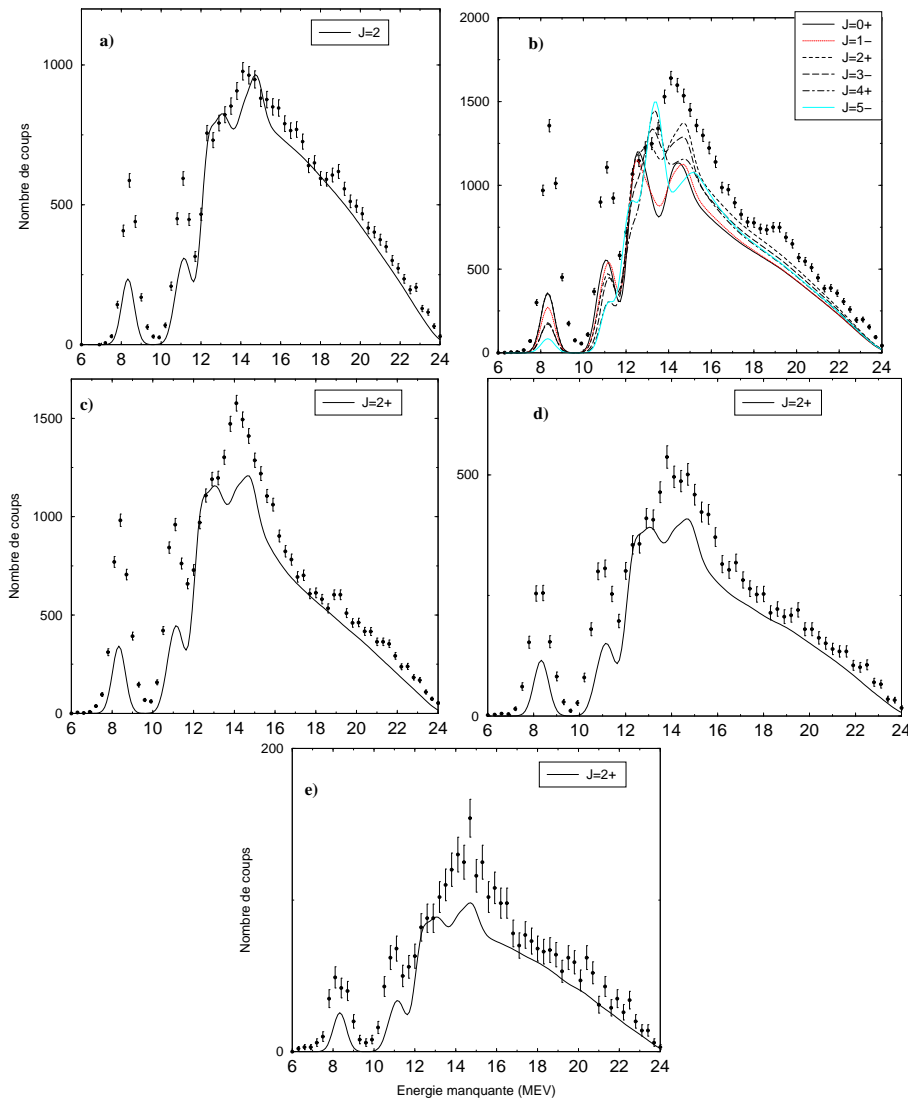 a)
J=2
1000
500
0
Nombre de coups
6 8 10 12 14 16 18 20 22 24
b)
J=0+
J=1−
J=2+
J=3−
J=4+
J=5−
2000
1500
1000
500
0
6 8 10 12 14 16 18 20 22 24
c)
J=2+
1500
1000
500
0
Nombre de coups
6 8 10 12 14 16 18 20 22 24
d)
J=2+
500
0
6 8 10 12 14 16 18 20 22 24
e)
J=2+
200
100
0
Nombre de coups
6 8 10 12 14 16 18 20 22 24
Energie manquante (MEV)